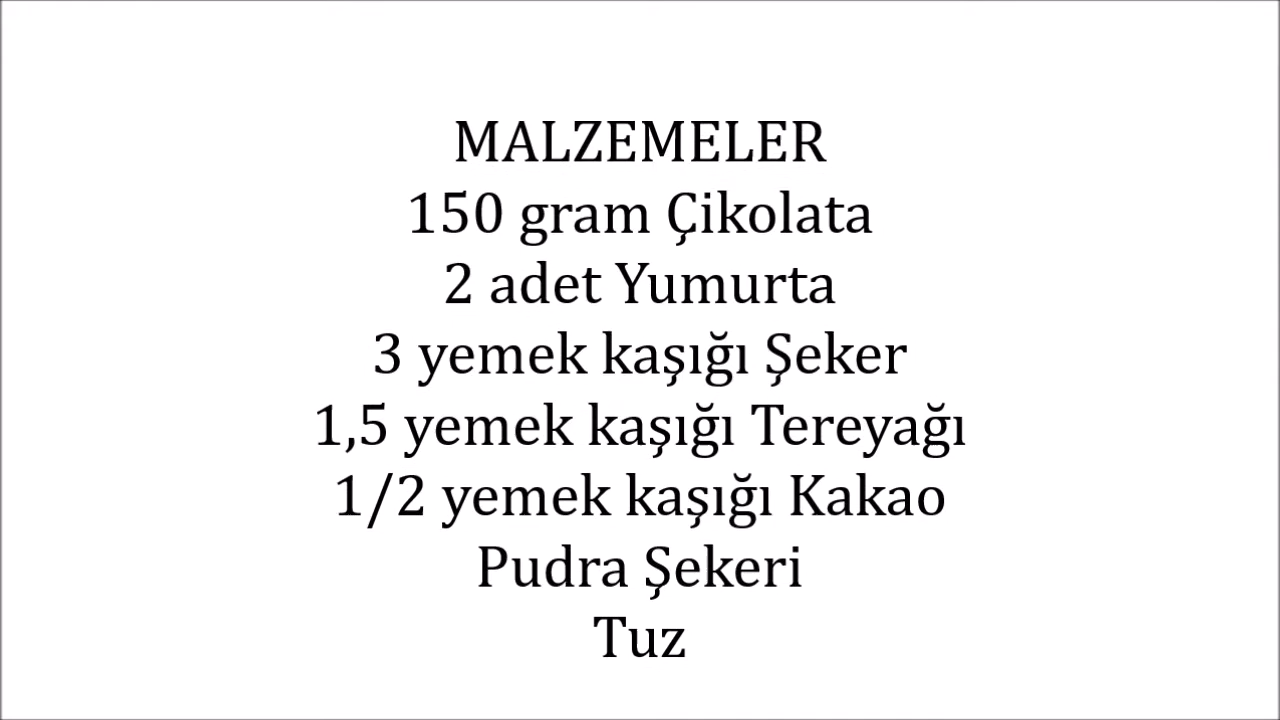 MALZEMELER
150 gram Çikolata
2 adet Yumurta
3 yemek kaşığı Şeker
1,5 yemek kaşığı Tereyağı
1/2 yemek kaşığı Kakao
Pudra Şekeri
Tuz